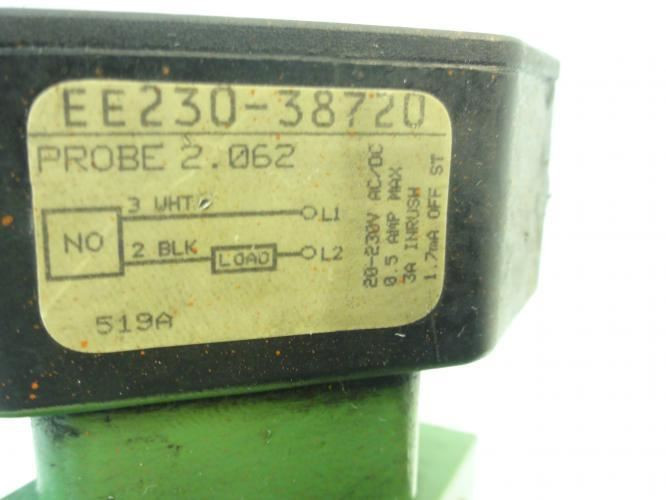 EE230-38720
PROBE 2.062
3 WHT
L1
NO
2 BLK
LOAD
L2
519A
20-230V AC/DC
0.5 AMP MAX
3A INRUSH
1.7mA OFF ST